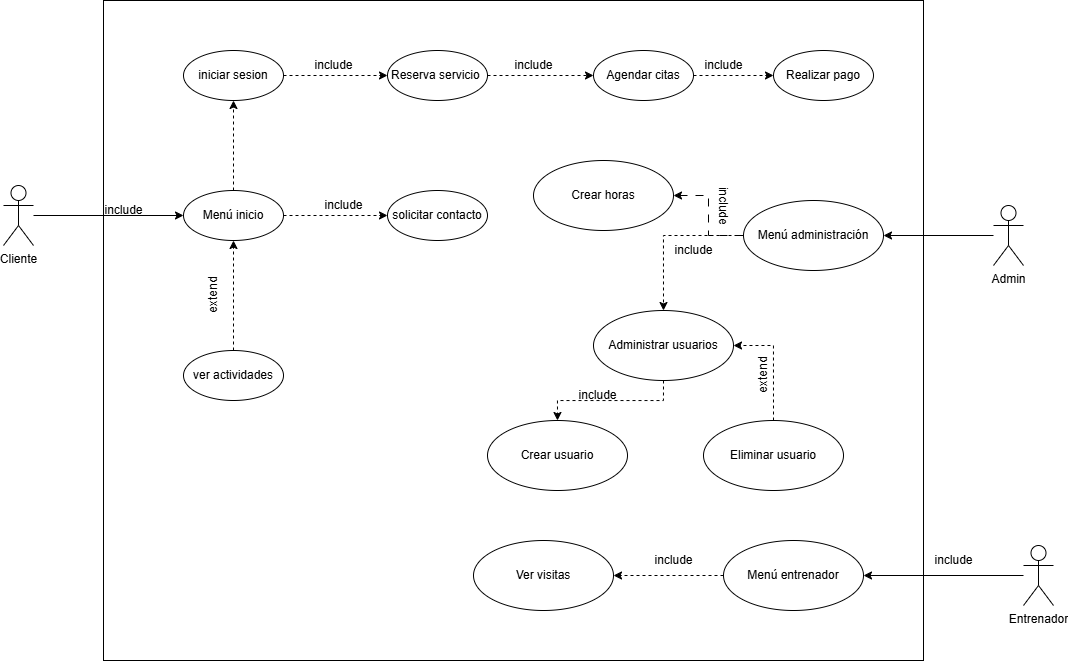 include
include
include
iniciar sesion
Reserva servicio
Agendar citas
Realizar pago
include
include
Menú inicio
solicitar contacto
Cliente
Crear horas
include
Menú administración
include
Admin
extend
Administrar usuarios
ver actividades
extend
include
Crear usuario
Eliminar usuario
include
include
Ver visitas
Menú entrenador
Entrenador